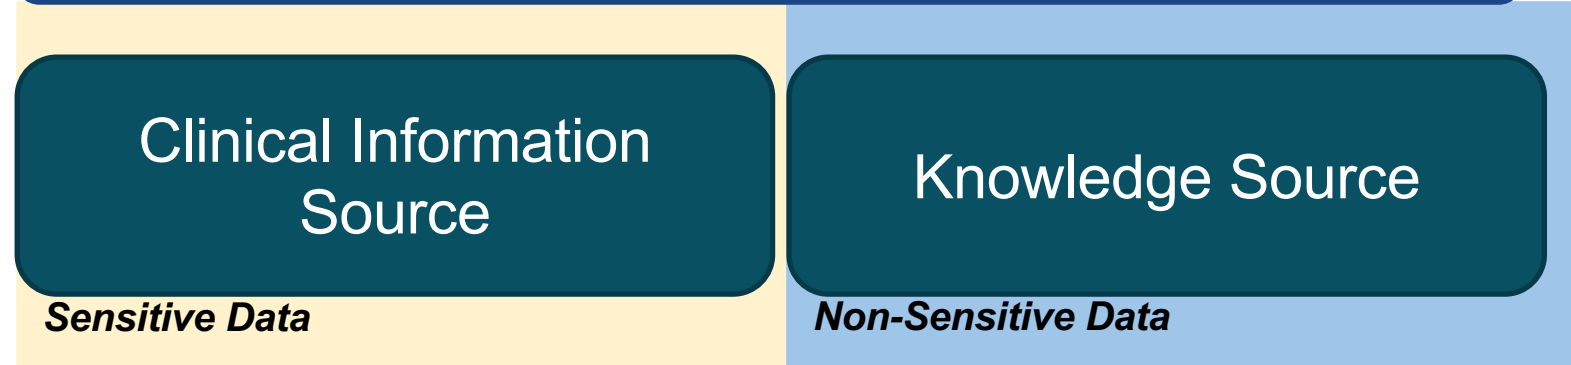 Clinical Information
Source
Knowledge Source
Sensitive Data
Non-Sensitive Data